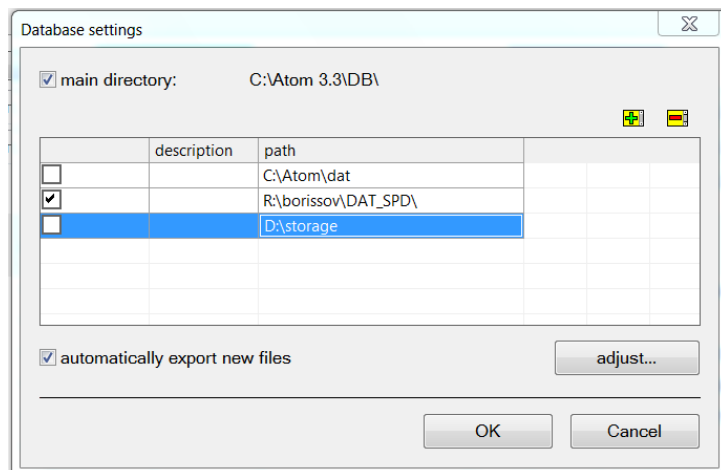 Database settings
main directory: C:\Atom 3.3\DB\
description path
C:\Atom\dat
R:\borissov\DAT_SPD\
D:\storage
automatically export new files adjust...
OK Cancel